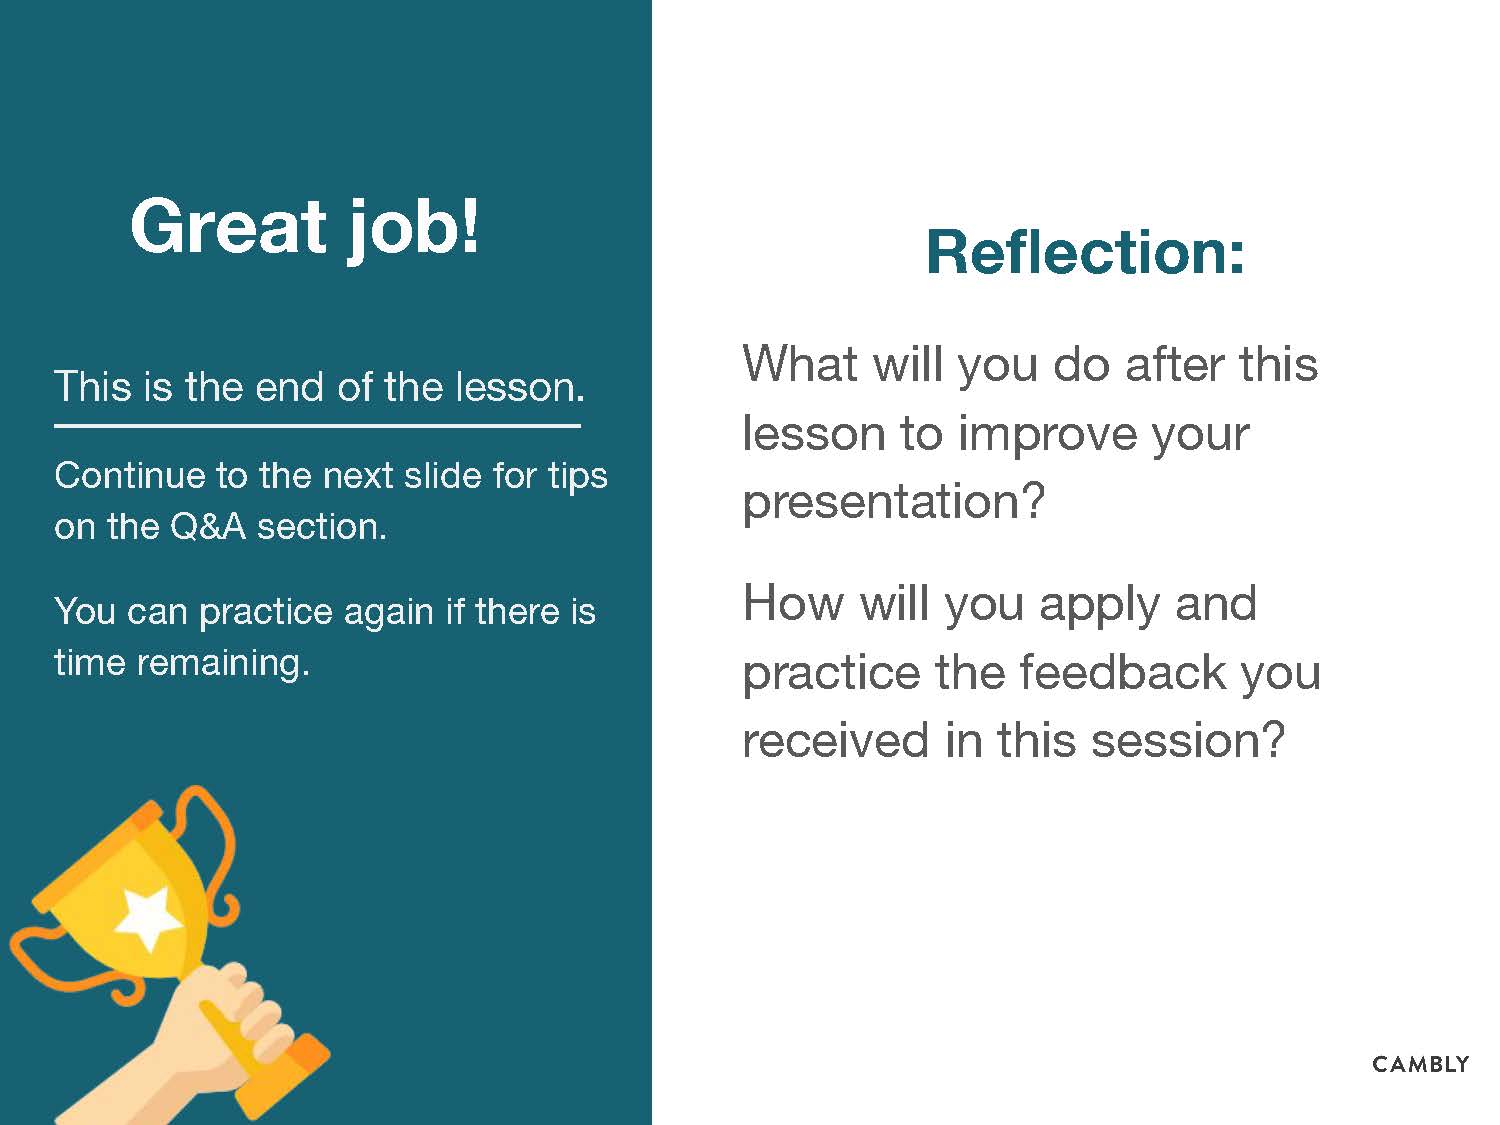 Great job!
This is the end of the lesson.
Continue to the next slide for tips
on the Q&A section.
You can practice again if there is
time remaining.
Reflection:
What will you do after this
lesson to improve your
presentation?
How will you apply and
practice the feedback you
received in this session?
CAMBLY